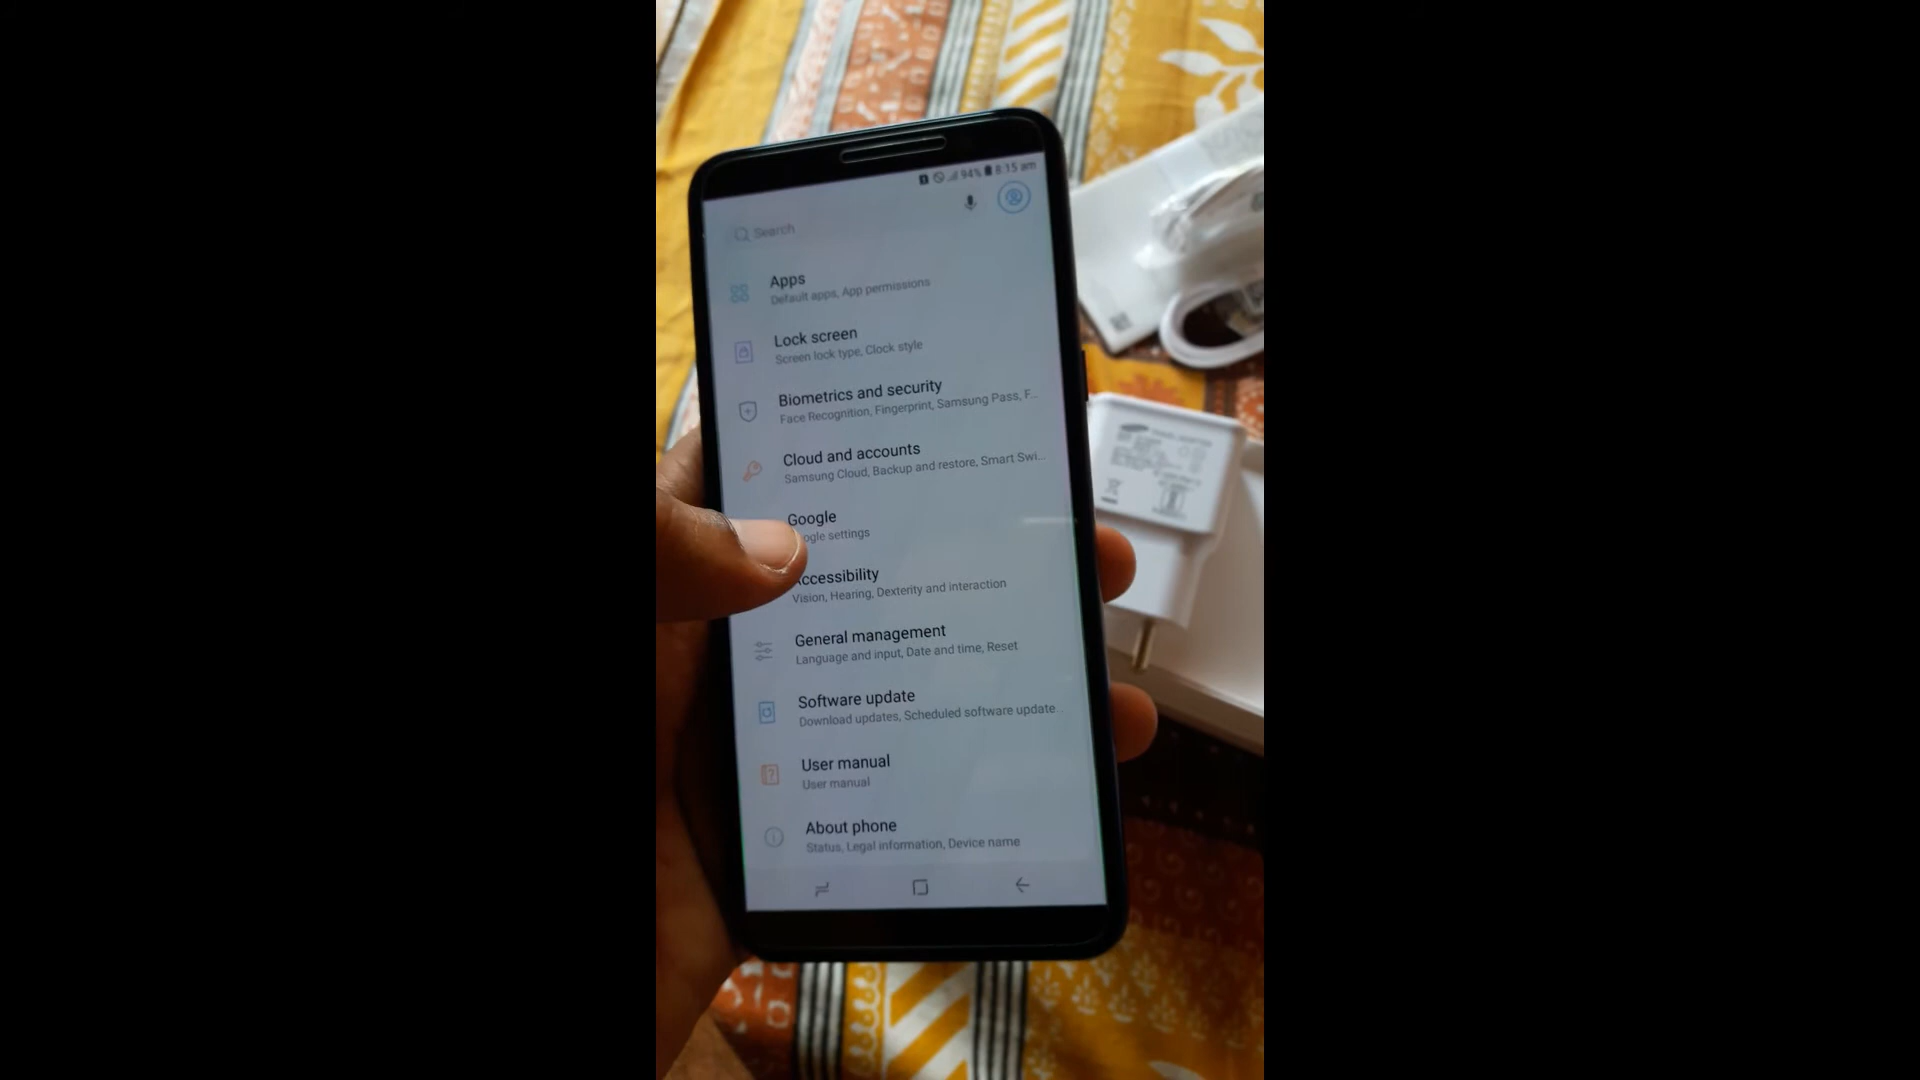 94% 8:15 am
Search
Apps
Default apps, App permissions
Lock screen
Screen lock type, Clock style
Biometrics and security
Face Recognition, Fingerprint, Samsung Pass, F...
Cloud and accounts
Samsung Cloud, Backup and restore, Smart Swi...
Google
ogle settings
ccessibility
Vision, Hearing, Dexterity and interaction
General management
Language and input, Date and time, Reset
Software update
Download updates, Scheduled software update...
User manual
User manual
About phone
Status, Legal information, Device name